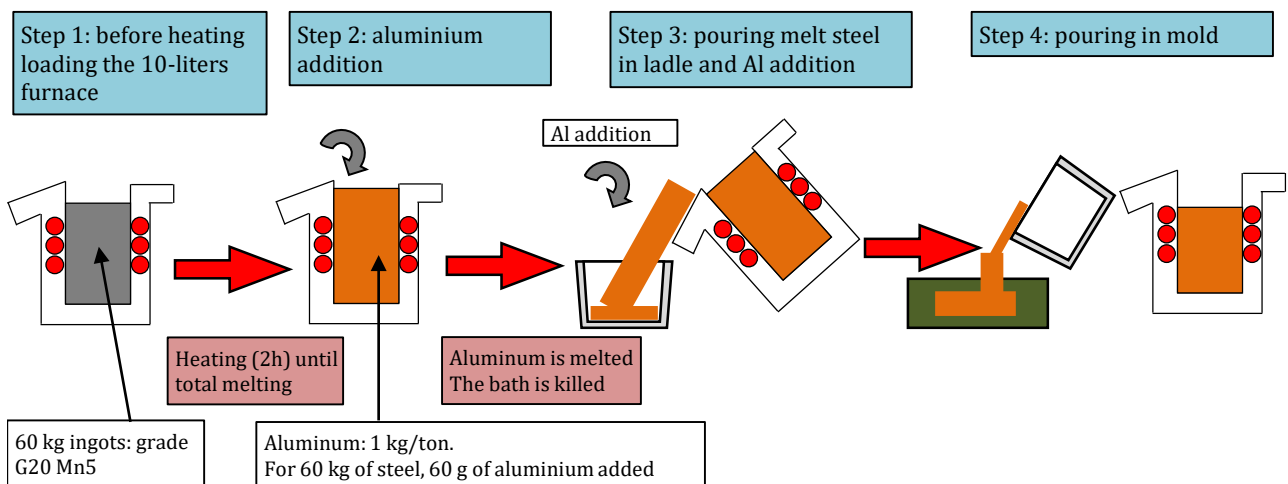 Step 1: before heating
loading the 10-liters
furnace
Step 2: aluminium
addition
Step 3: pouring melt steel
in ladle and Al addition
Step 4: pouring in mold
Al addition
Heating (2h) until
total melting
Aluminum is melted
The bath is killed
60 kg ingots: grade
G20 Mn5
Aluminum: 1 kg/ton.
For 60 kg of steel, 60 g of aluminium added